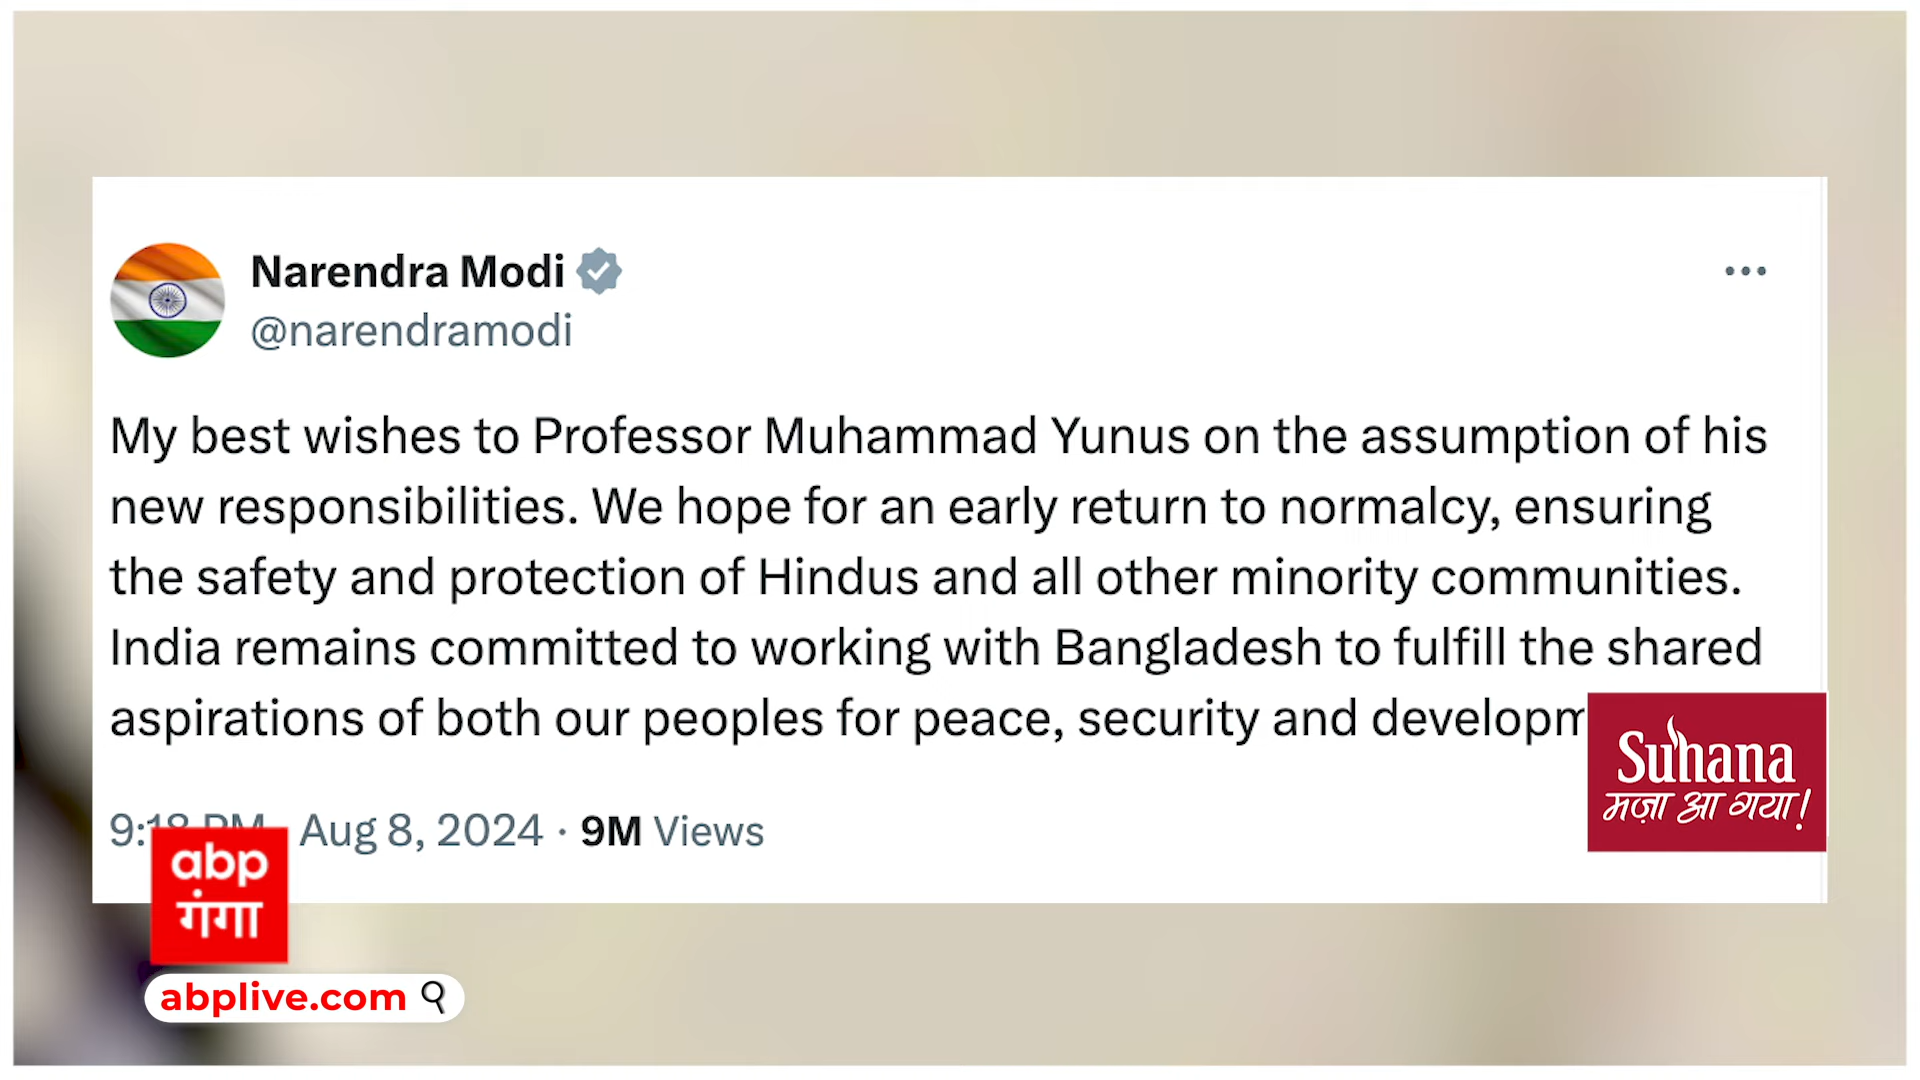 Narendra Modi
@narendramodi
My best wishes to Professor Muhammad Yunus on the assumption of his
new responsibilities. We hope for an early return to normalcy, ensuring
the safety and protection of Hindus and all other minority communities.
India remains committed to working with Bangladesh to fulfill the shared
aspirations of both our peoples for peace, security and developm
Suhana
मज़ा आ गया!
9:18 PM Aug 8, 2024 · 9M Views
abp
गंगा
abplive.com